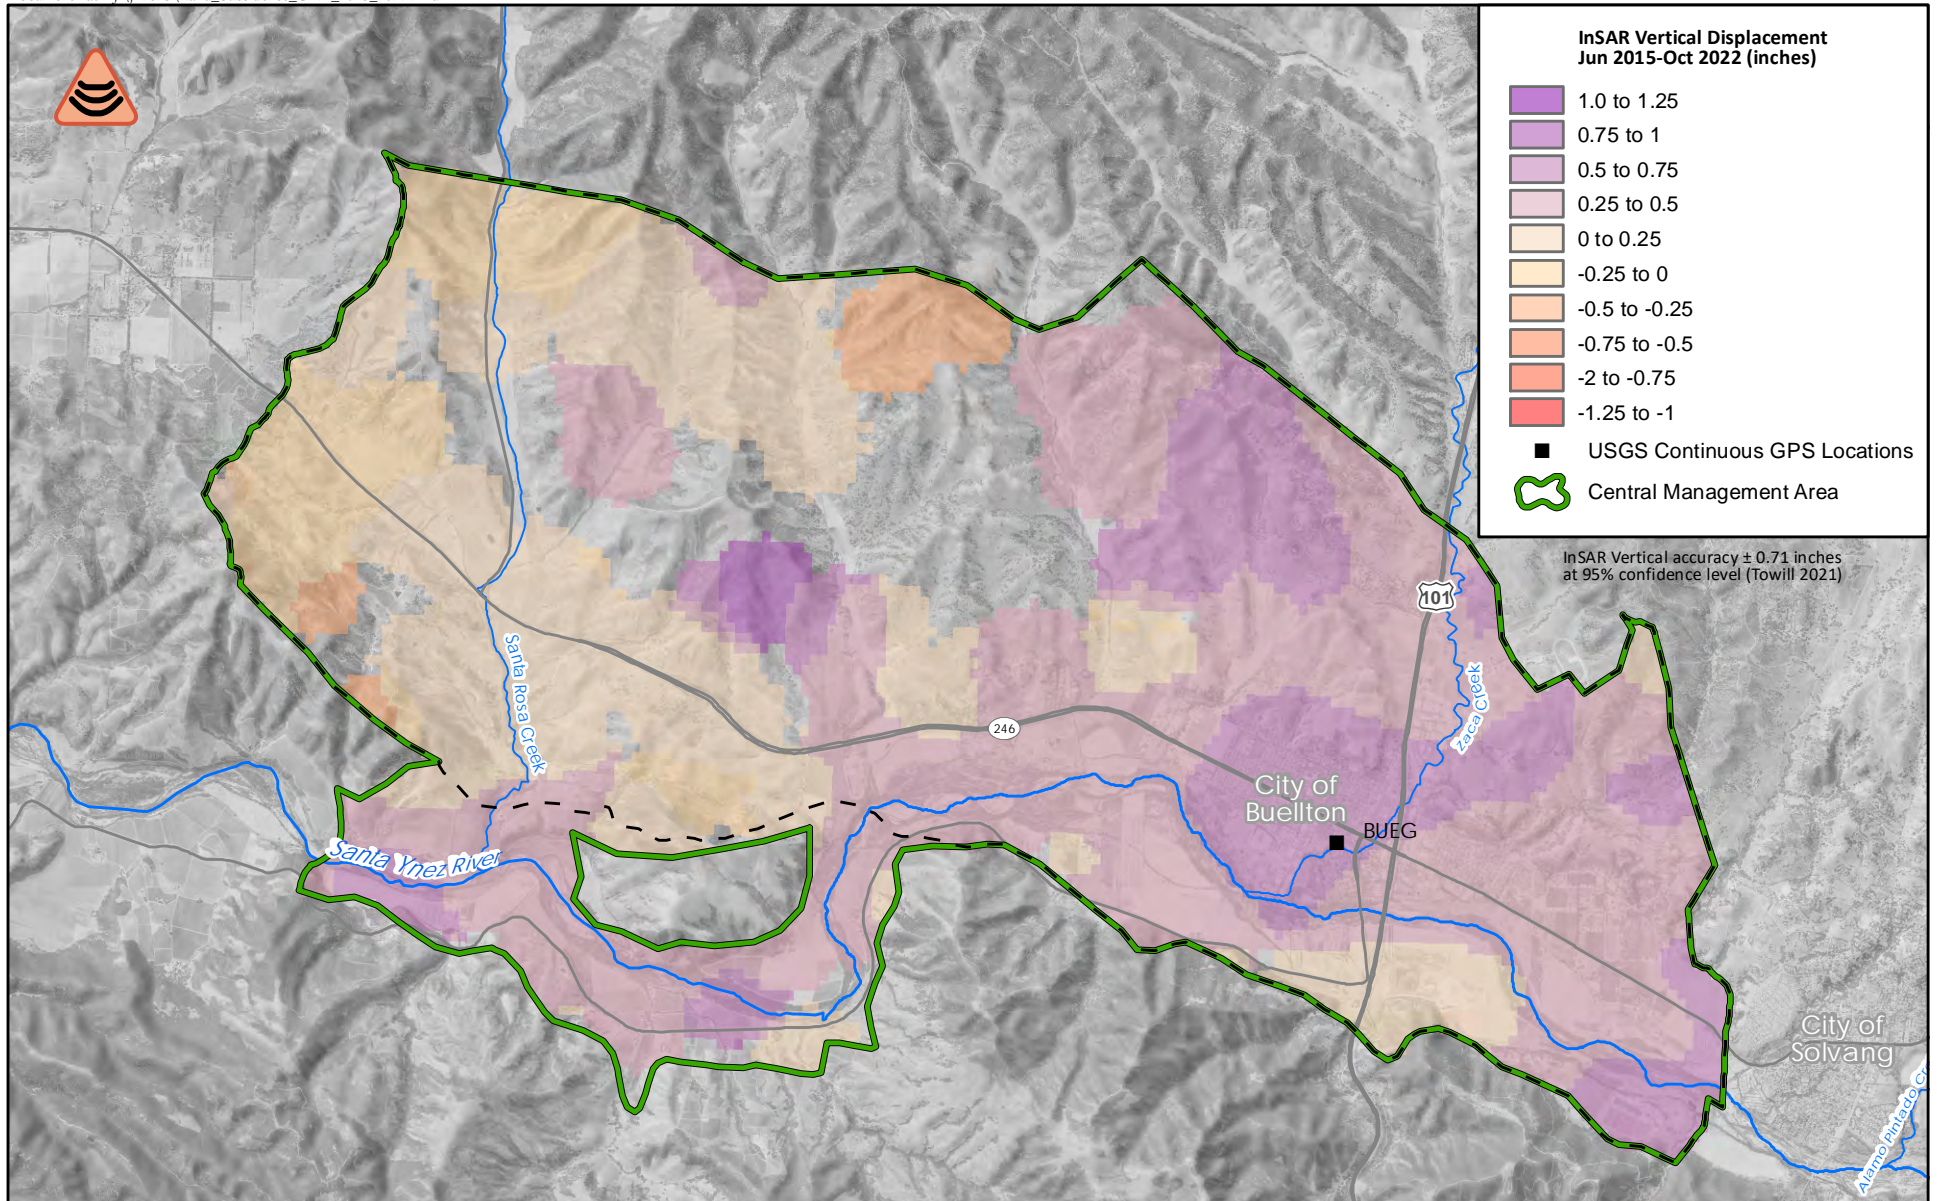 InSAR Vertical Displacement
Jun 2015-Oct 2022 (inches)
1.0 to 1.25
0.75 to 1
0.5 to 0.75
0.25 to 0.5
0 to 0.25
-0.25 to 0
-0.5 to -0.25
-0.75 to -0.5
-2 to -0.75
-1.25 to -1
USGS Continuous GPS Locations
Central Management Area
InSAR Vertical accuracy ± 0.71 inches
at 95% confidence level (Towill 2021)
101
Santa Rosa Creek
Zaca Creek
246
City of
Buellton
BUEG
Santa Ynez River
City of
Solvang
Alamo Pintado